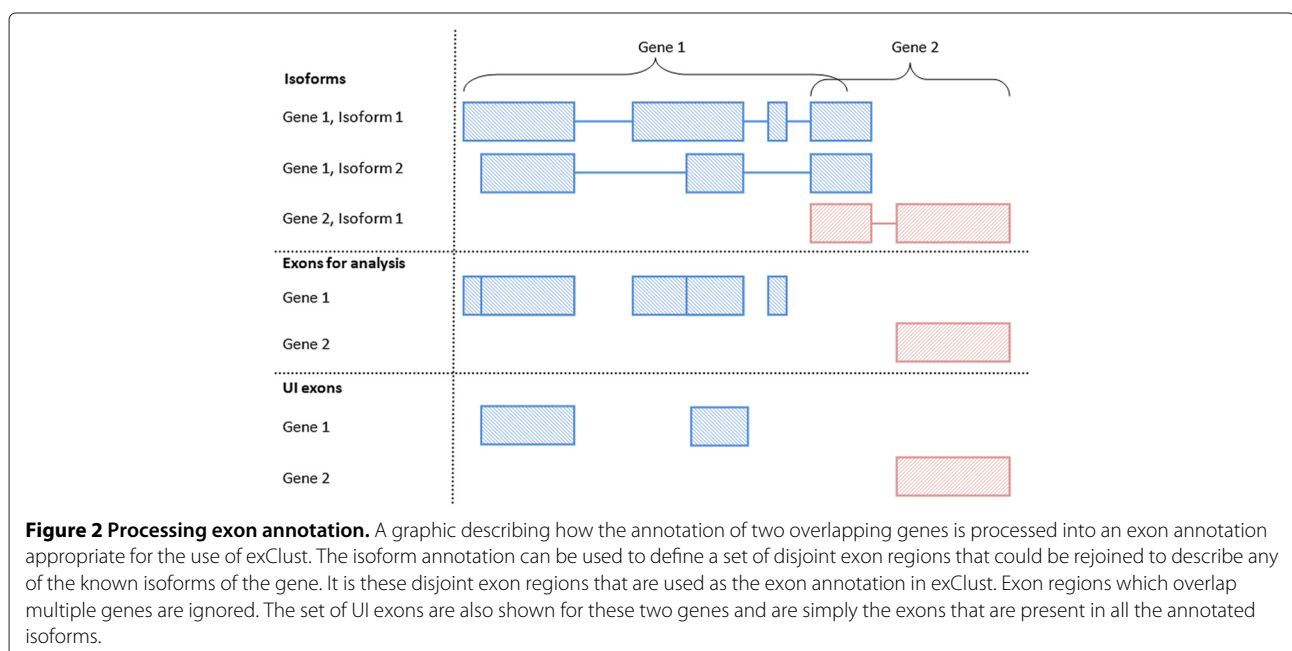 Gene 1
Gene 2
Isoforms
Gene 1, Isoform 1
Gene 1, Isoform 2
Gene 2, Isoform 1
Exons for analysis
Gene 1
Gene 2
UI exons
Gene 1
Gene 2
Figure 2 Processing exon annotation. A graphic describing how the annotation of two overlapping genes is processed into an exon annotation
appropriate for the use of exClust. The isoform annotation can be used to define a set of disjoint exon regions that could be rejoined to describe any
of the known isoforms of the gene. It is these disjoint exon regions that are used as the exon annotation in exClust. Exon regions which overlap
multiple genes are ignored. The set of UI exons are also shown for these two genes and are simply the exons that are present in all the annotated
isoforms.